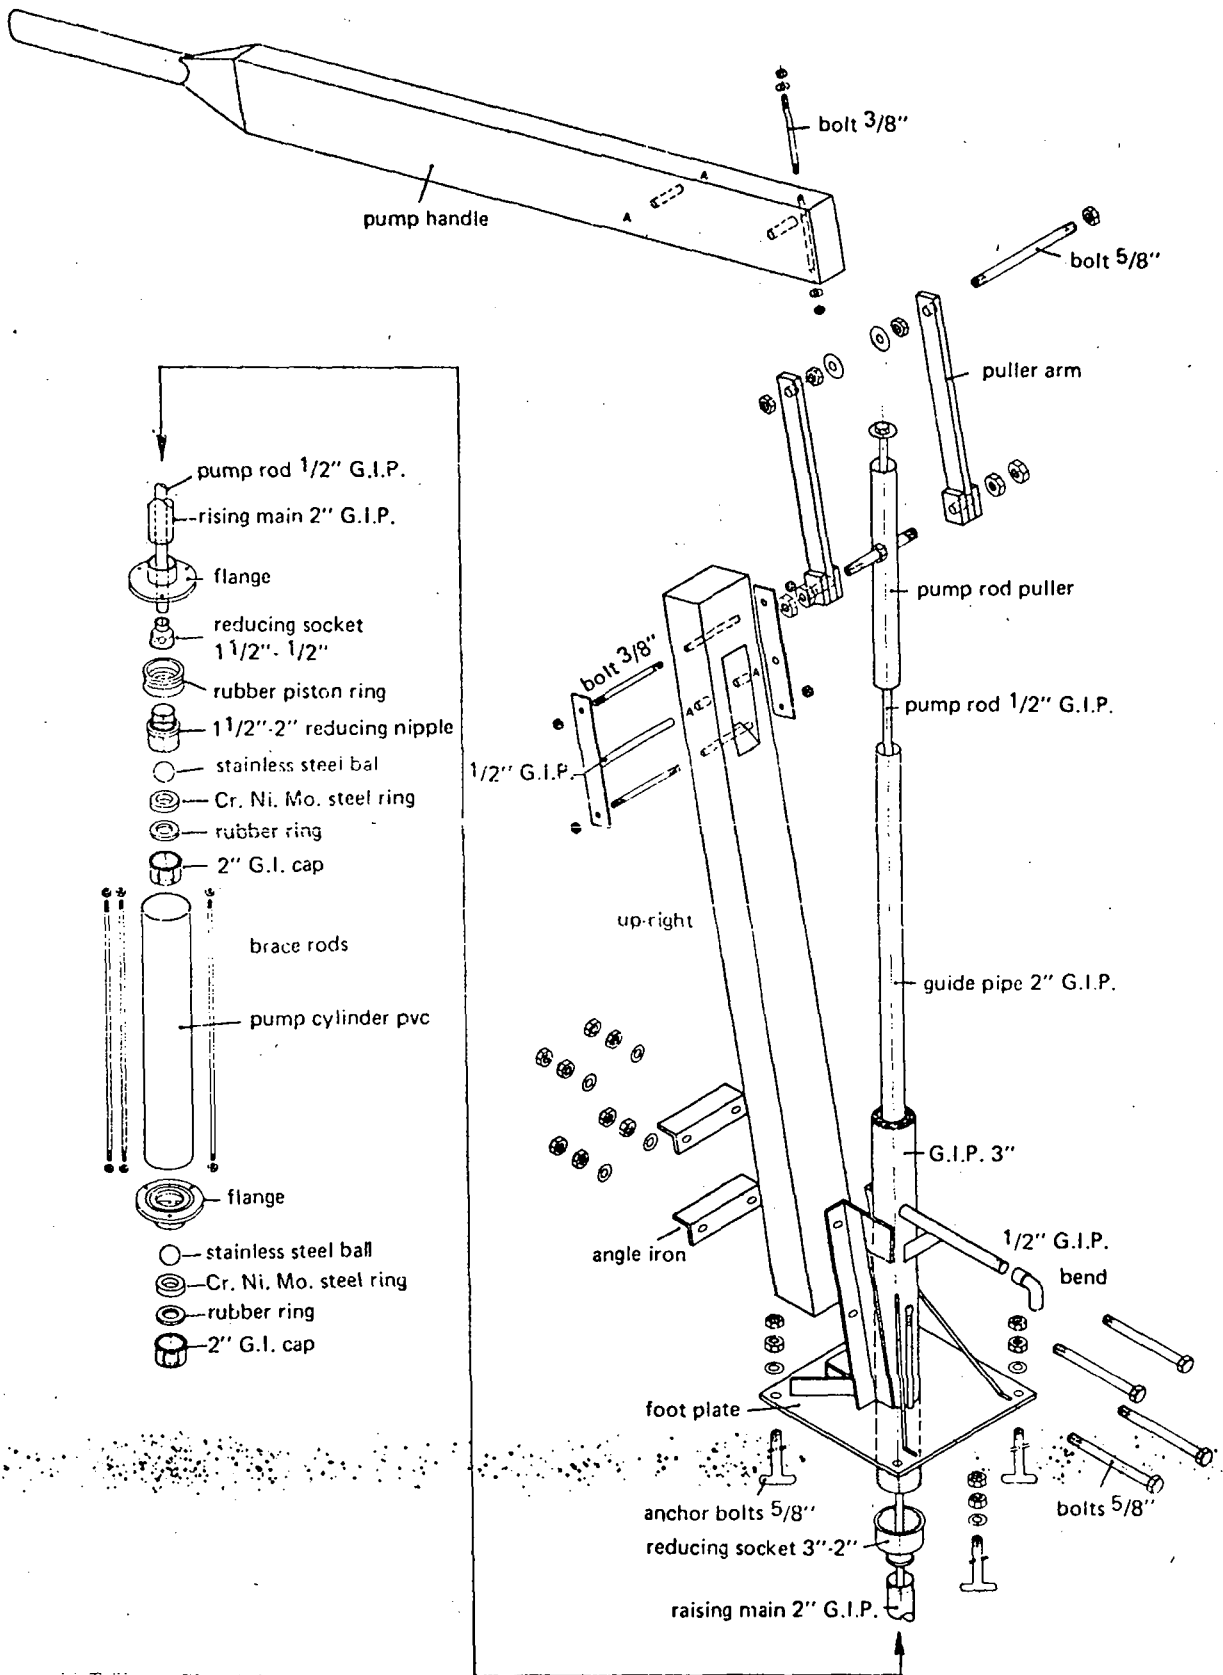 bolt 3/8"
pump handle
bolt 5/8"
puller arm
pump rod 1/2" G.I.P.
rising main 2" G.I.P.
flange
reducing socket
1 1/2"- 1/2"
rubber piston ring
1 1/2"-2" reducing nipple
stainless steel bal
Cr. Ni. Mo. steel ring
rubber ring
2" G.I. cap
brace rods
pump cylinder pvc
flange
stainless steel ball
Cr. Ni. Mo. steel ring
rubber ring
2" G.I. cap
A
A
pump rod puller
bolt 3/8"
A
A
pump rod 1/2" G.I.P.
1/2" G.I.P.
up-right
guide pipe 2" G.I.P.
G.I.P. 3"
angle iron
1/2" G.I.P.
bend
foot plate
anchor bolts 5/8"
bolts 5/8"
reducing socket 3"-2"
raising main 2" G.I.P.